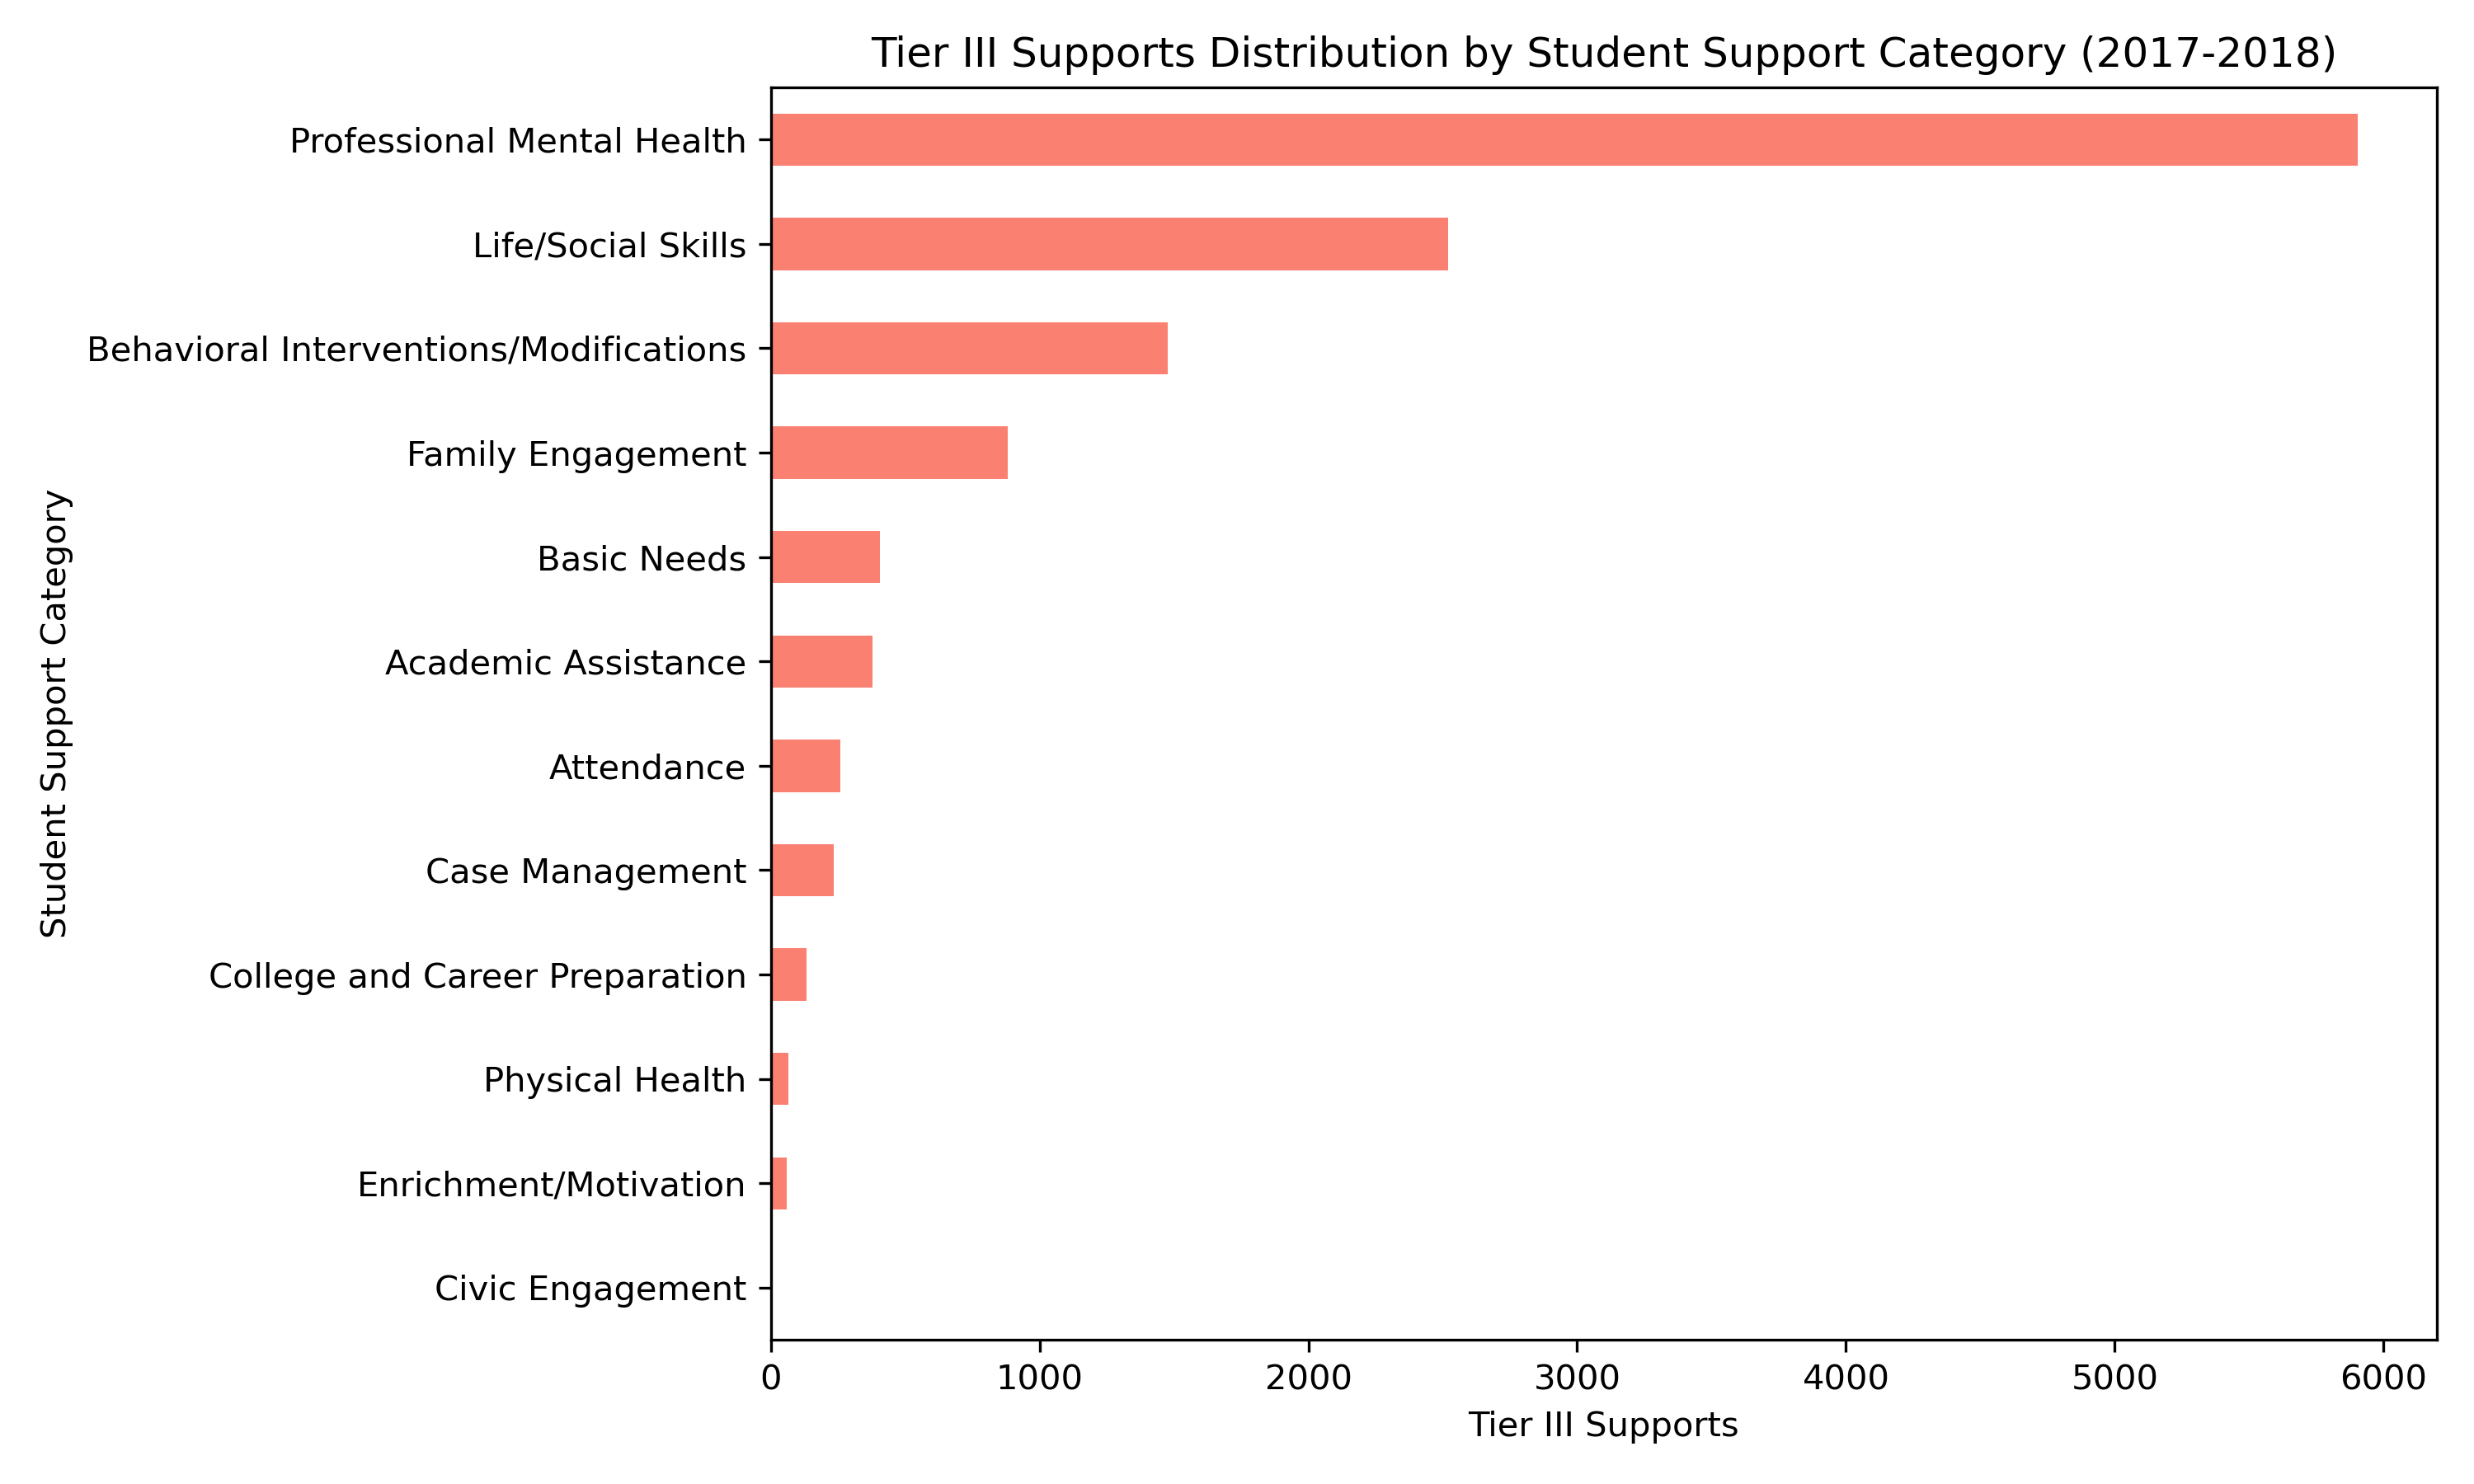 Tier III Supports Distribution by Student Support Category (2017-2018)
Student Support Category
Professional Mental Health
Life/Social Skills
Behavioral Interventions/Modifications
Family Engagement
Basic Needs
Academic Assistance
Attendance
Case Management
College and Career Preparation
Physical Health
Enrichment/Motivation
Civic Engagement
0 1000 2000 3000 4000 5000 6000
Tier III Supports